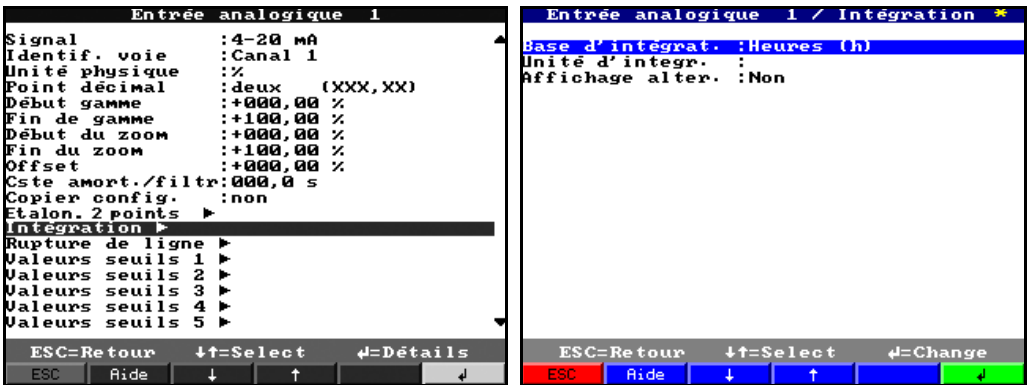 Entrée analogique 1
Signal :4-20 mA
Identif. voie :Canal 1
Unité physique :%
Point décimal :deux (XXX,XX)
Début gamme :+000,00 %
Fin de gamme :+100,00 %
Début du zoom :+000,00 %
Fin du zoom :+100,00 %
Offset :+000,00 %
Cste amort./filtr:000,0 s
Copier config. :non
Etalon. 2 points ►
Intégration ►
Rupture de ligne ►
Valeurs seuils 1 ►
Valeurs seuils 2 ►
Valeurs seuils 3 ►
Valeurs seuils 4 ►
Valeurs seuils 5 ►
ESC=Retour ↓↑=Select ↲=Détails
ESC Aide ↓ ↑ ↲
Entrée analogique 1 / Intégration *
Base d'intégrat. :Heures (h)
Unité d'integr. :
Affichage alter. :Non
ESC=Retour ↓↑=Select ↲=Change
ESC Aide ↓ ↑ ↲